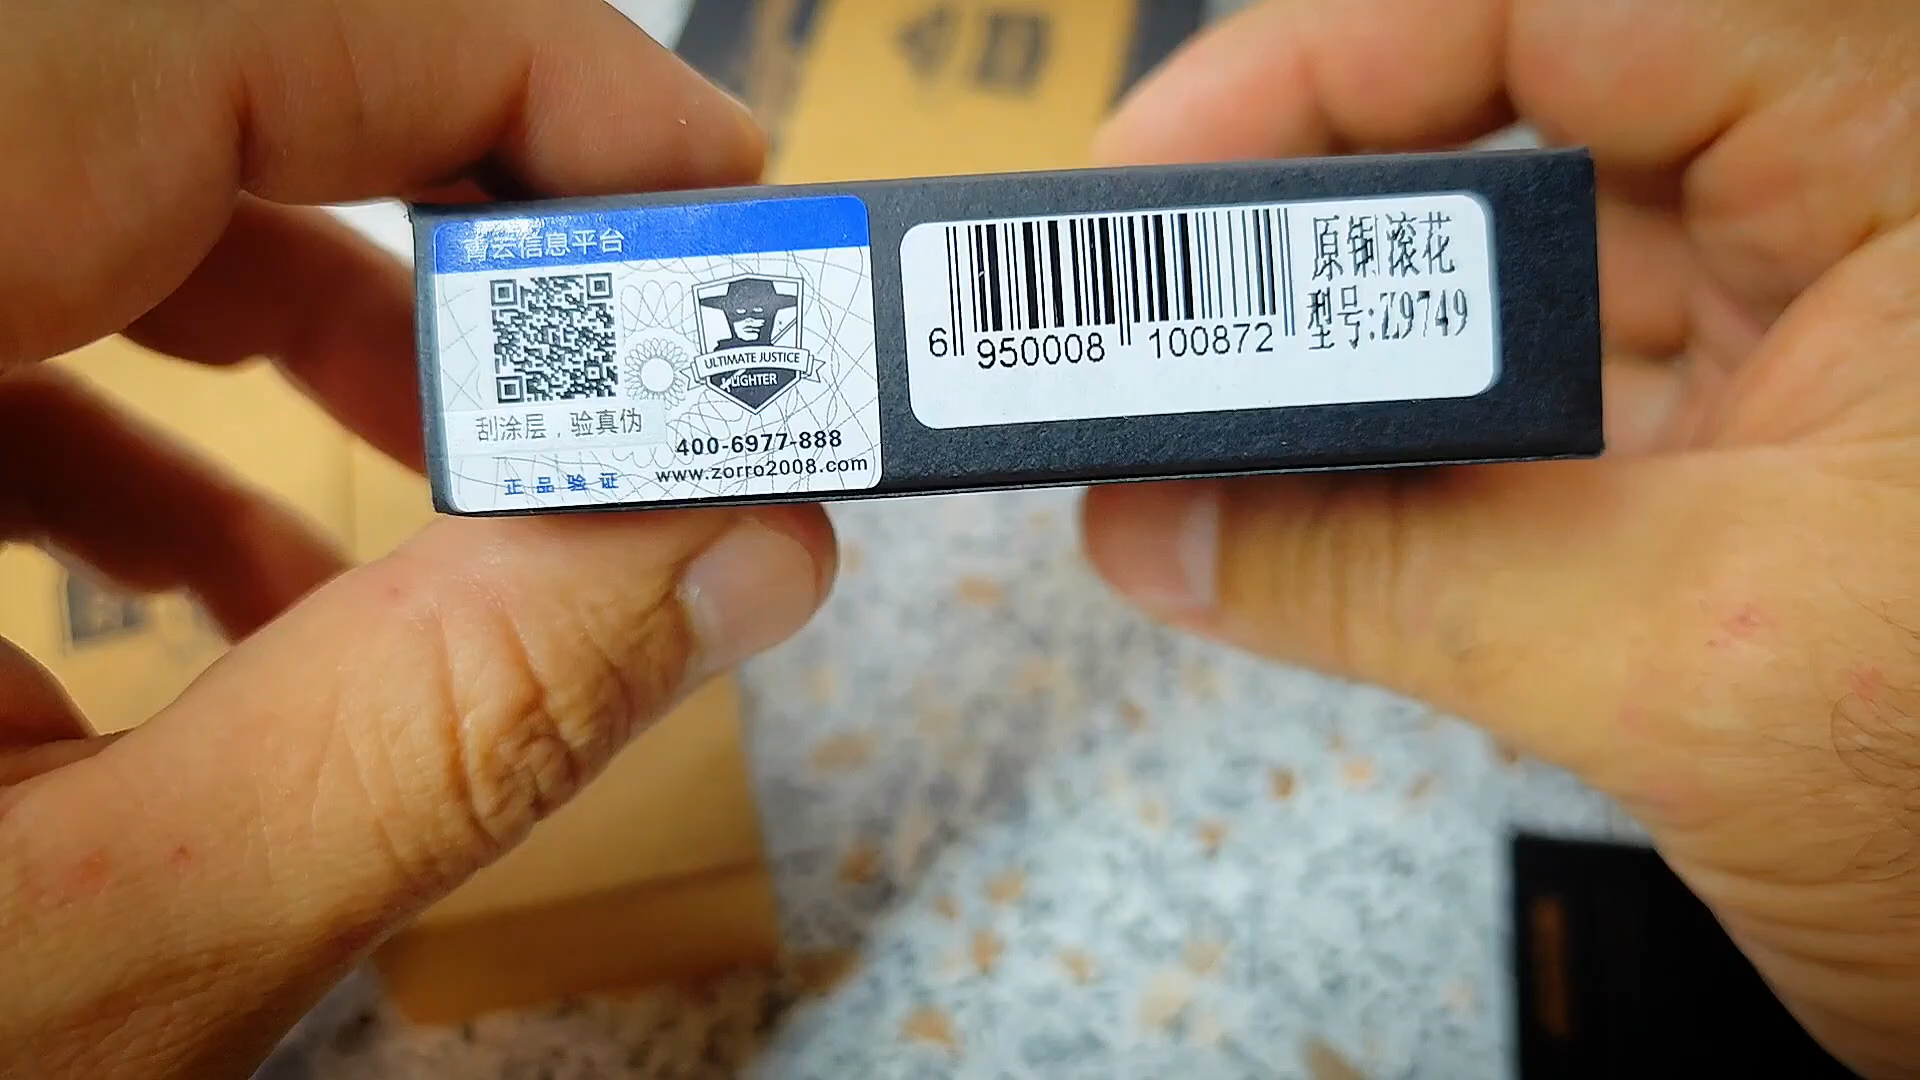 青云信息平台
ULTIMATE JUSTICE
LIGHTER
刮涂层，验真伪
400-6977-888
www.zorro2008.com
正品验证
6 950008 100872
原铜滚花
型号:Z9749